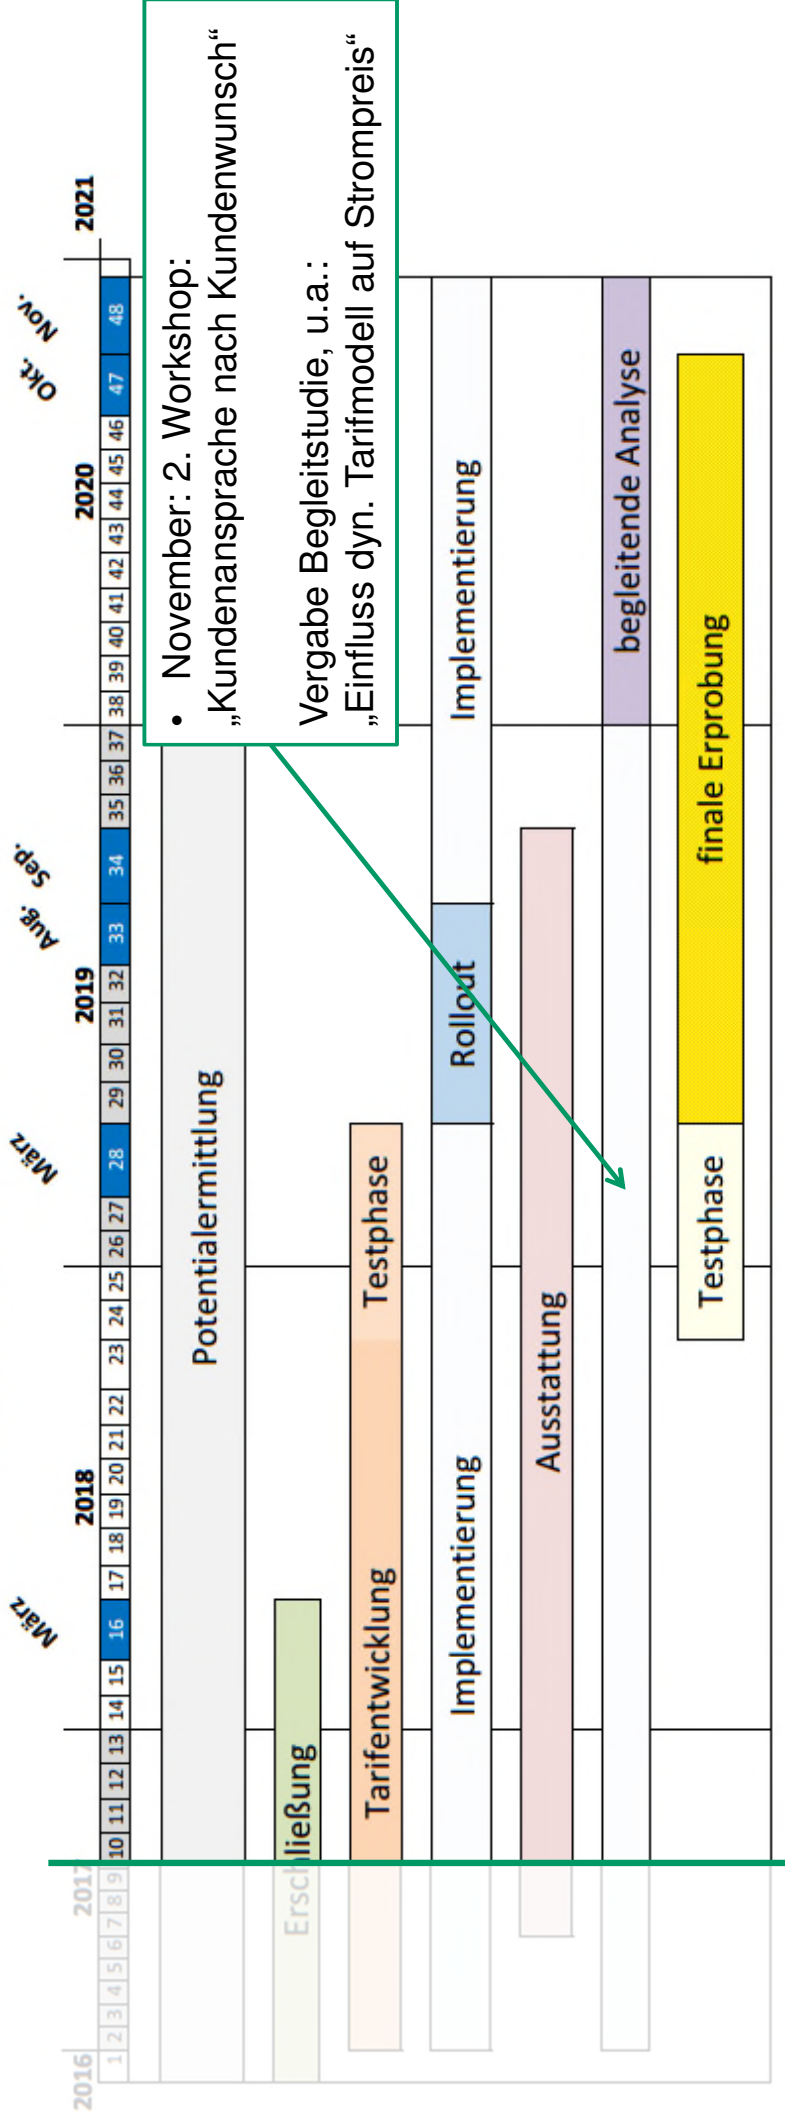 2016 2017 2018 2019 2020 2021
März März Aug. Sep. Okt. Nov.
1 2 3 4 5 6 7 8 9 10 11 12 13 14 15 16 17 18 19 20 21 22 23 24 25 26 27 28 29 30 31 32 33 34 35 36 37 38 39 40 41 42 43 44 45 46 47 48
• November: 2. Workshop:
„Kundenansprache nach Kundenwunsch“
Vergabe Begleitstudie, u.a.:
„Einfluss dyn. Tarifmodell auf Strompreis“
Potentialermittlung
Erschließung
Tarifentwicklung Testphase
Implementierung Rollout Implementierung
Ausstattung
begleitende Analyse
Testphase finale Erprobung